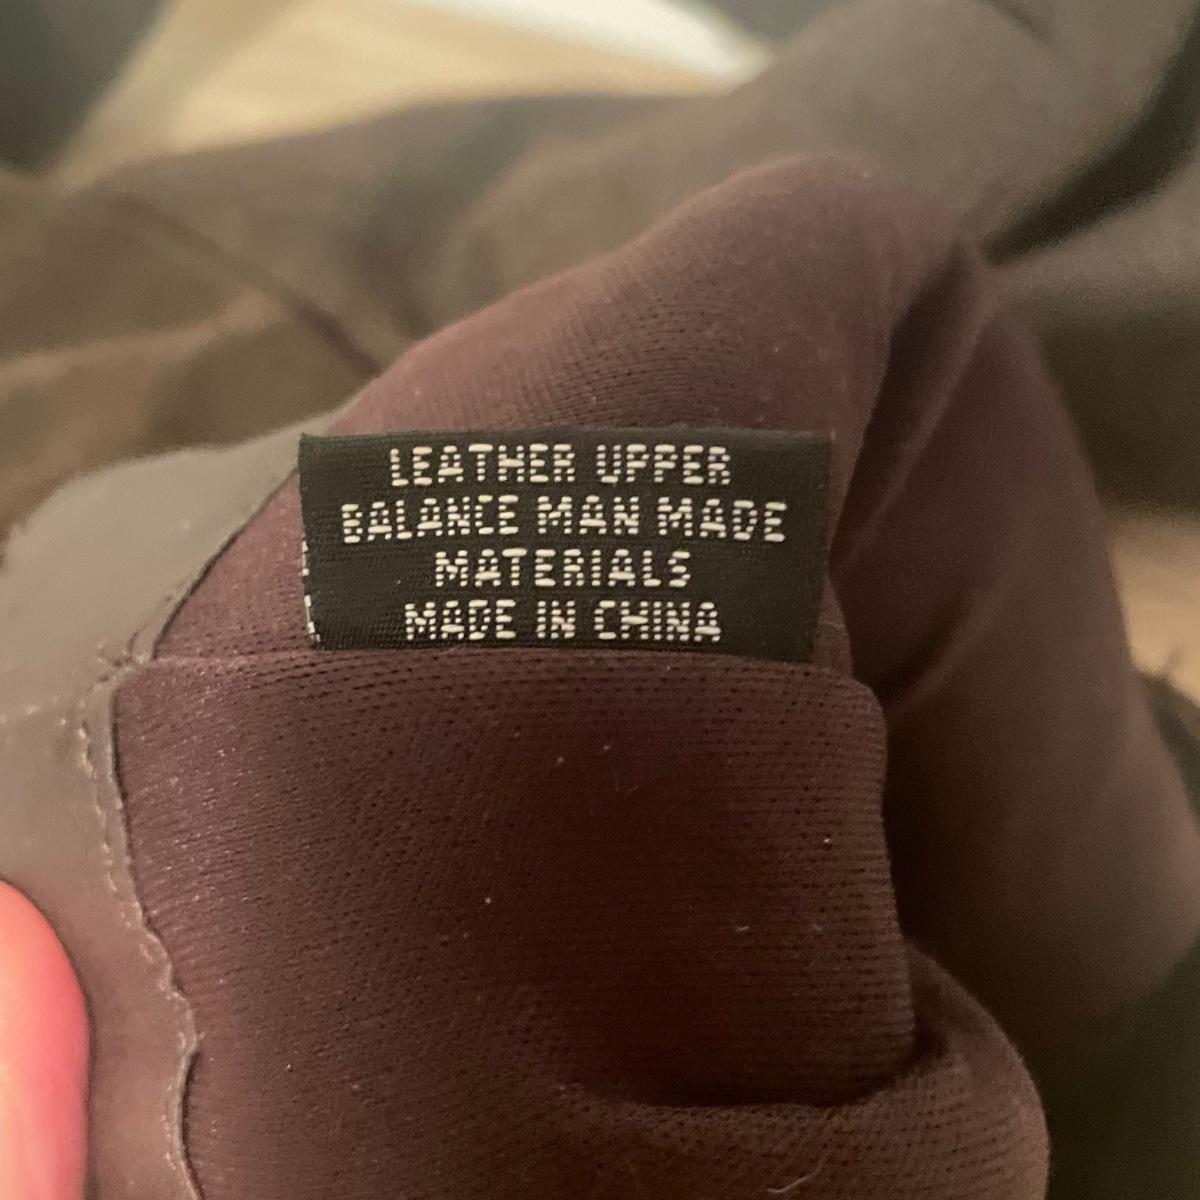 LEATHER UPPER
BALANCE MAN MADE
MATERIALS
MADE IN CHINA